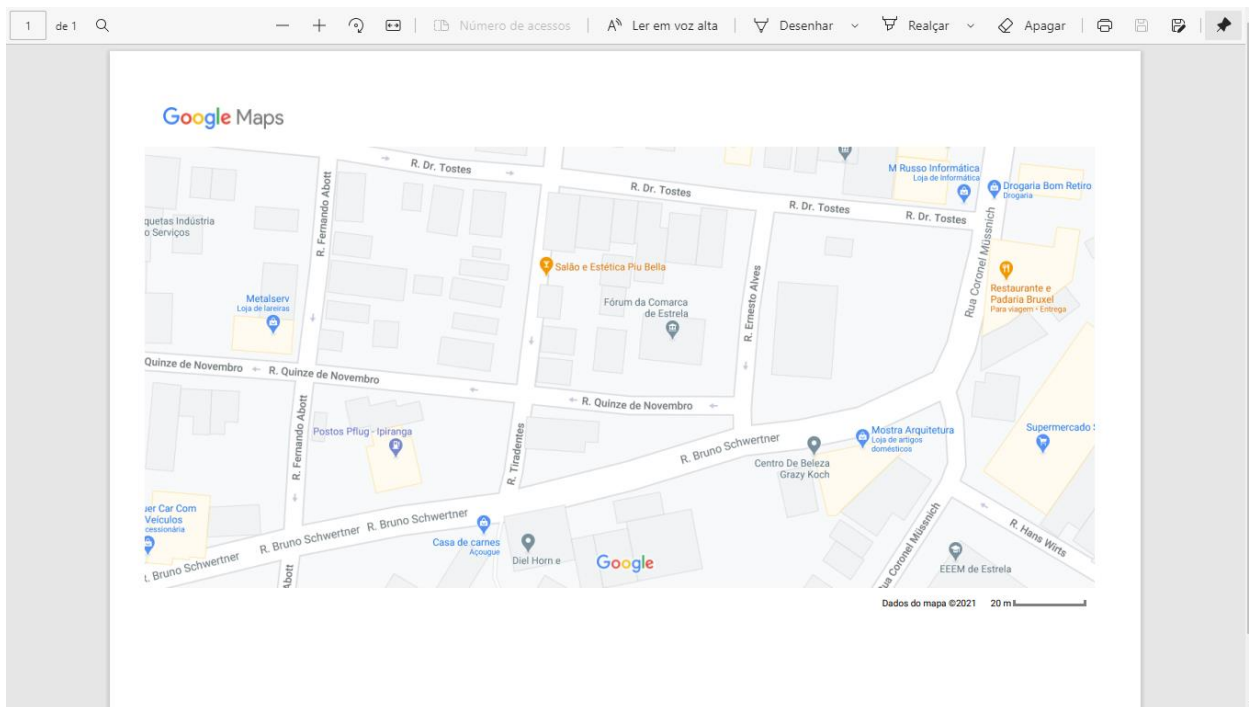 1 de 1 Número de acessos Ler em voz alta Desenhar Realçar Apagar
Google Maps
R. Dr. Tostes
R. Dr. Tostes
R. Dr. Tostes
R. Dr. Tostes
M Russo Informática
Loja de Informática
Drogaria Bom Retiro
Drogaria
R. Fernando Abott
quetas Indústria
o Serviços
Salão e Estética Piu Bella
Rua Coronel Müssnich
Restaurante e
Padaria Bruxel
Para viagem • Entrega
Metalserv
Loja de lareiras
Fórum da Comarca
de Estrela
R. Ernesto Alves
Quinze de Novembro
R. Quinze de Novembro
R. Quinze de Novembro
R. Fernando Abott
Postos Pflug - Ipiranga
R. Tiradentes
R. Bruno Schwertner
Mostra Arquitetura
Loja de artigos
domésticos
Supermercado
Centro De Beleza
Grazy Koch
uer Car Com
Veículos
cessionária
R. Bruno Schwertner
R. Bruno Schwertner
. Bruno Schwertner
Casa de carnes
Açougue
Diel Horn e
Google
Abott
ua Coronel Müssnich
R. Hans Wirts
EEEM de Estrela
Dados do mapa ©2021 20 m